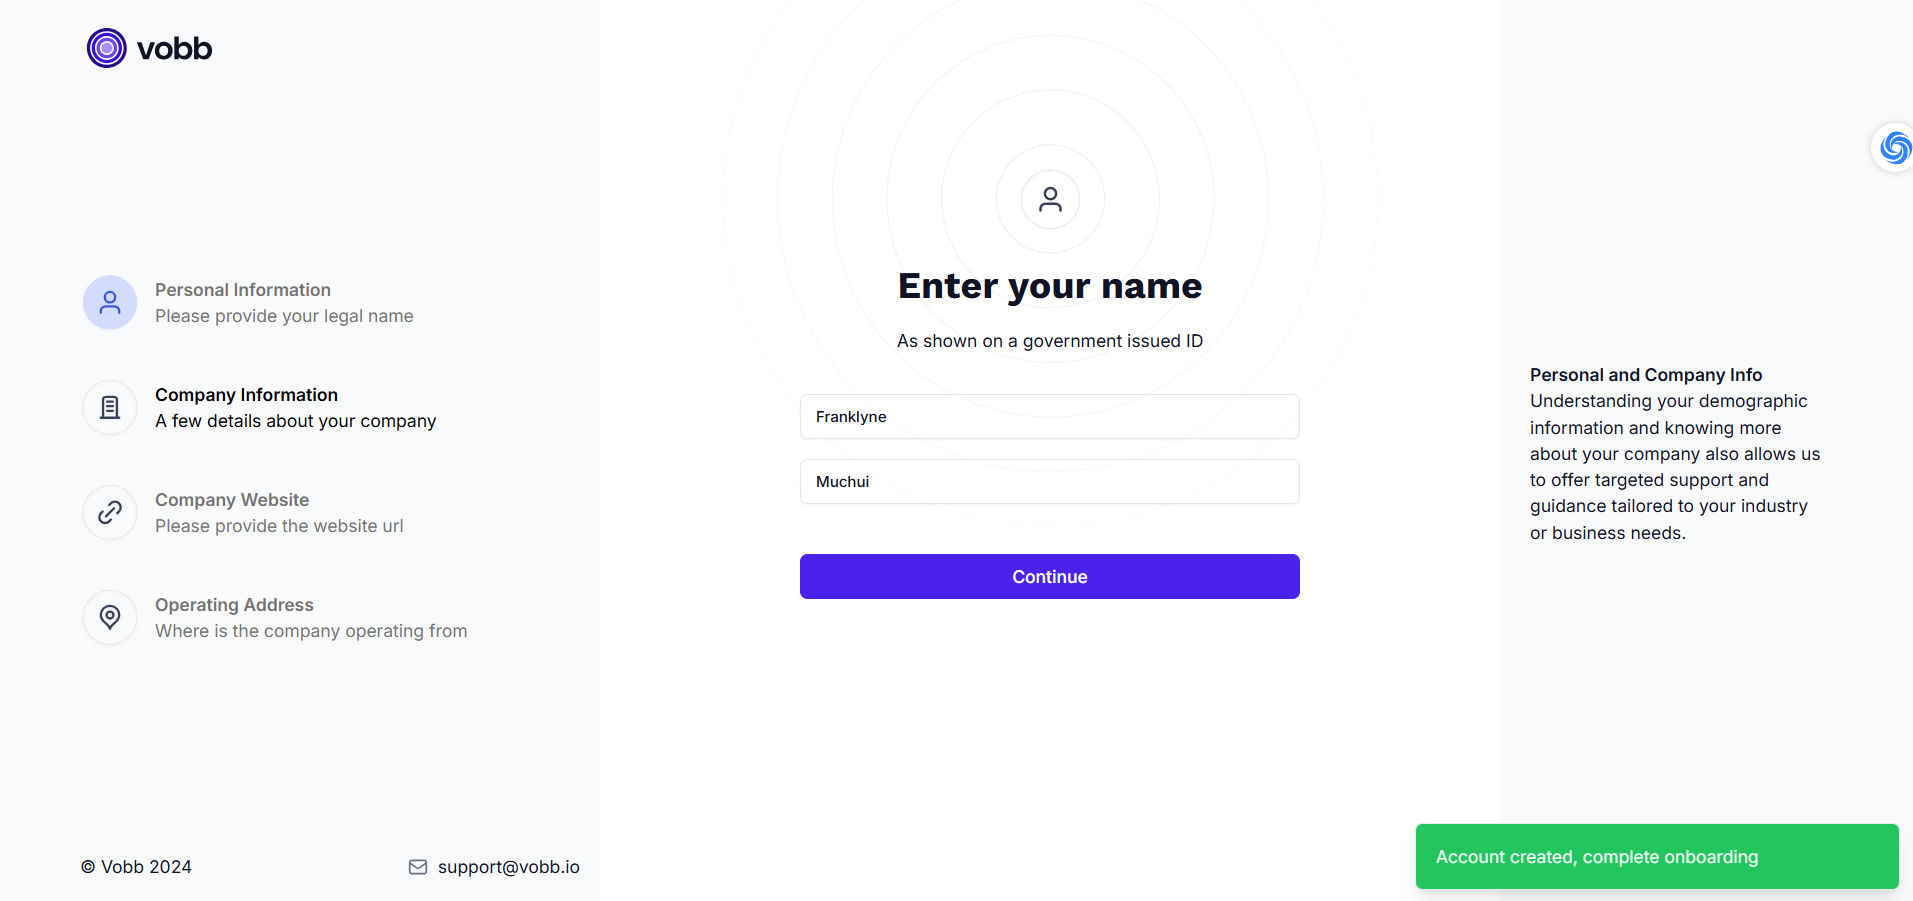 vobb
Personal Information
Please provide your legal name
Company Information
A few details about your company
Company Website
Please provide the website url
Operating Address
Where is the company operating from
© Vobb 2024
support@vobb.io
Enter your name
As shown on a government issued ID
Franklyne
Muchui
Continue
Personal and Company Info
Understanding your demographic
information and knowing more
about your company also allows us
to offer targeted support and
guidance tailored to your industry
or business needs.
Account created, complete onboarding